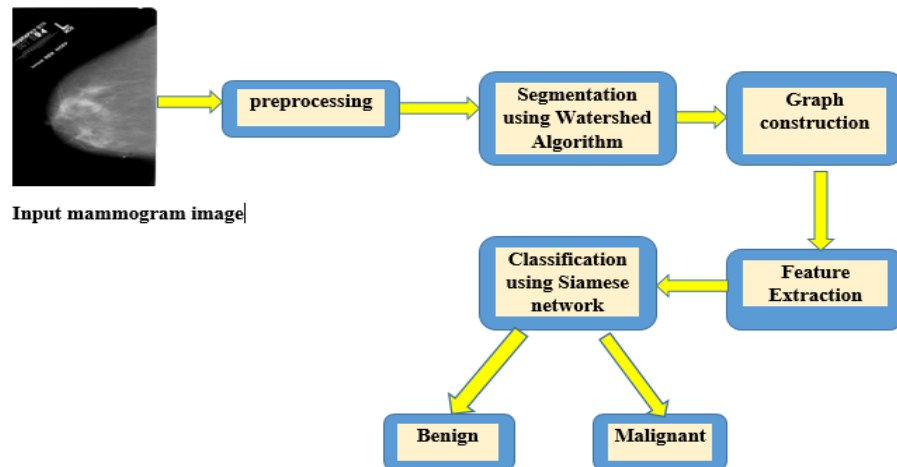 L
preprocessing
Segmentation
using Watershed
Algorithm
Graph
construction
Input mammogram image
Classification
using Siamese
network
Feature
Extraction
Benign
Malignant